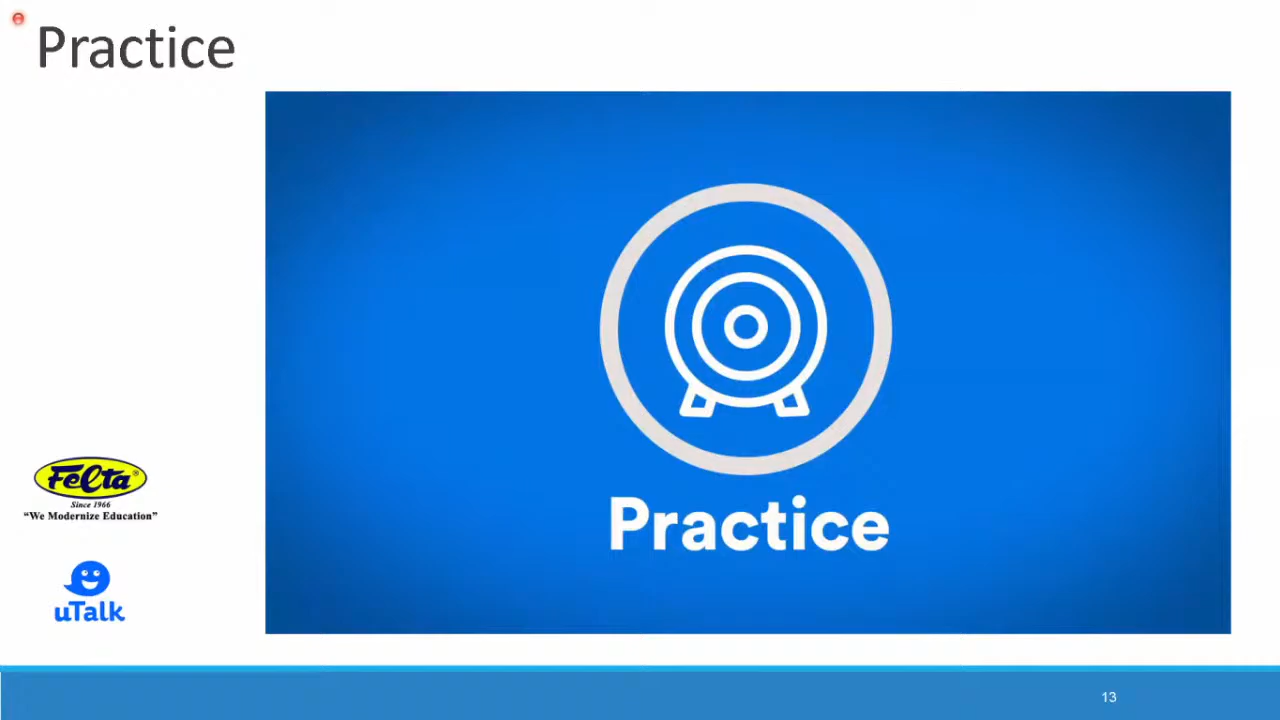 Practice
Practice
Felta®
Since 1966
“We Modernize Education”
uTalk
13